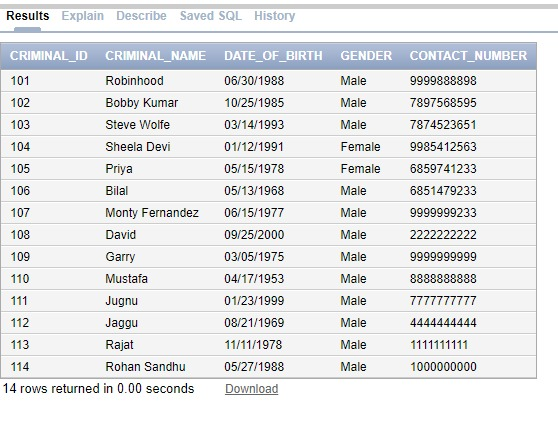 Results Explain Describe Saved SQL History
CRIMINAL_ID CRIMINAL_NAME DATE_OF_BIRTH GENDER CONTACT_NUMBER
101 Robinhood 06/30/1988 Male 9999888898
102 Bobby Kumar 10/25/1985 Male 7897568595
103 Steve Wolfe 03/14/1993 Male 7874523651
104 Sheela Devi 01/12/1991 Female 9985412563
105 Priya 05/15/1978 Female 6859741233
106 Bilal 05/13/1968 Male 6851479233
107 Monty Fernandez 06/15/1977 Male 9999999233
108 David 09/25/2000 Male 2222222222
109 Garry 03/05/1975 Male 9999999999
110 Mustafa 04/17/1953 Male 8888888888
111 Jugnu 01/23/1999 Male 7777777777
112 Jaggu 08/21/1969 Male 4444444444
113 Rajat 11/11/1978 Male 1111111111
114 Rohan Sandhu 05/27/1988 Male 1000000000
14 rows returned in 0.00 seconds Download